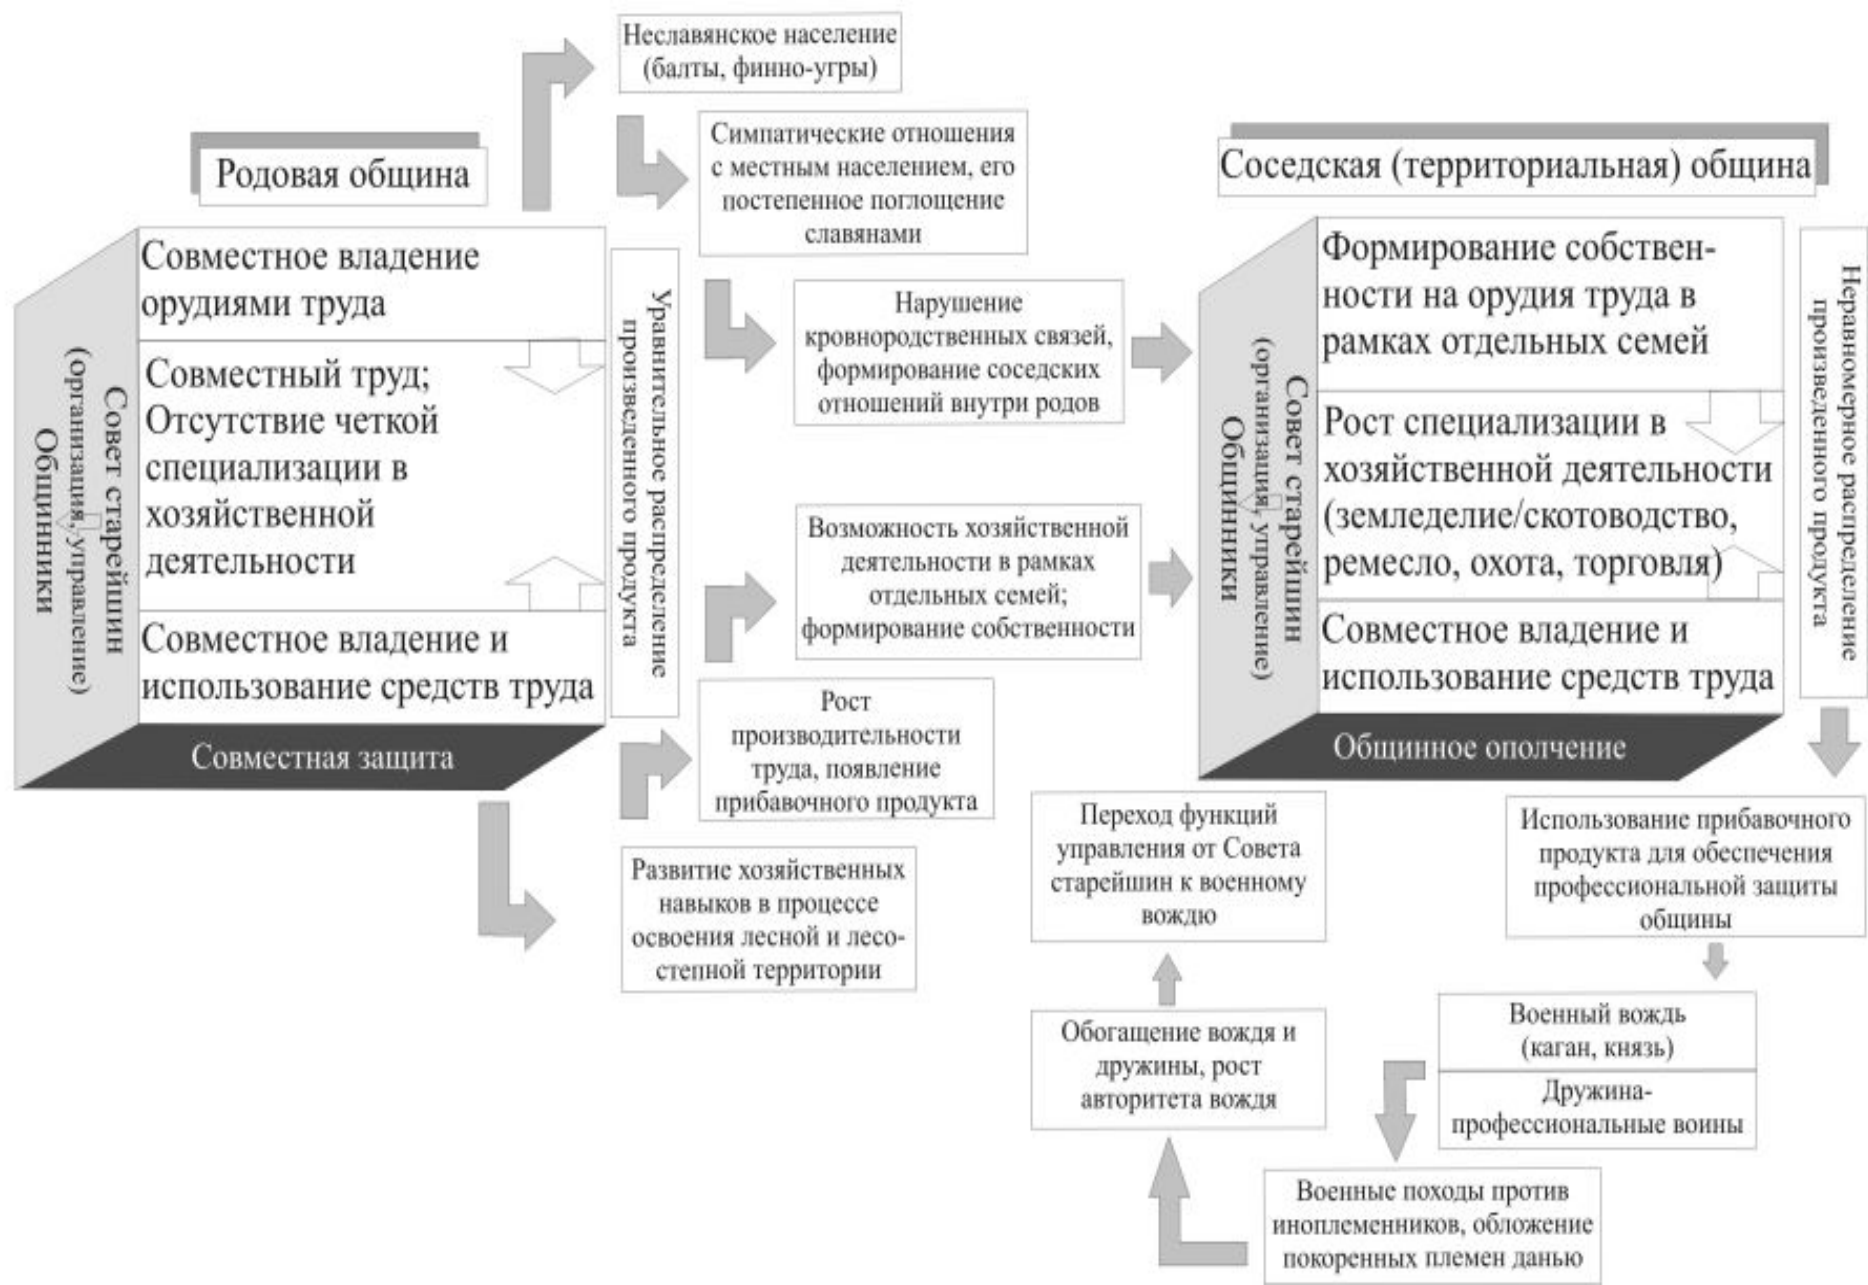 Родовая община
Совместное владение
орудиями труда
Совместный труд;
Отсутствие четкой
специализации в
хозяйственной
деятельности
Совместное владение и
использование средств труда
Совместная защита
Совет старейшин
(организация, управление)
Общинники
Уравнительное распределение
произведенного продукта
Неславянское население
(балты, финно-угры)
Симпатические отношения
с местным населением, его
постепенное поглощение
славянами
Нарушение
кровнородственных связей,
формирование соседских
отношений внутри родов
Возможность хозяйственной
деятельности в рамках
отдельных семей;
формирование собственности
Рост
производительности
труда, появление
прибавочного продукта
Развитие хозяйственных
навыков в процессе
освоения лесной и лесо-
степной территории
Соседская (территориальная) община
Формирование собствен-
ности на орудия труда в
рамках отдельных семей
Рост специализации в
хозяйственной деятельности
(земледелие/скотоводство,
ремесло, охота, торговля)
Совместное владение и
использование средств труда
Общинное ополчение
Совет старейшин
(организация, управление)
Общинники
Неравномерное распределение
произведенного продукта
Использование прибавочного
продукта для обеспечения
профессиональной защиты
общины
Военный вождь
(каган, князь)
Дружина-
профессиональные воины
Военные походы против
иноплеменников, обложение
покоренных племен данью
Обогащение вождя и
дружины, рост
авторитета вождя
Переход функций
управления от Совета
старейшин к военному
вождю